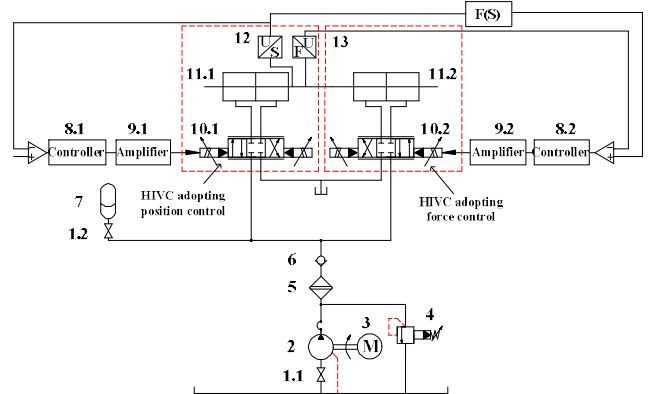 F(S)
12
U
S
U
F
13
11.1
11.2
8.1
9.1
10.1
10.2
9.2
8.2
Controller
Amplifier
Amplifier
Controller
HIVC adopting
position control
HIVC adopting
force control
7
1.2
6
5
4
3
2
M
1.1